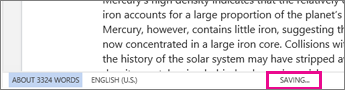 Mercury's high density indicates that the relatively
iron accounts for a large proportion of the planet's
Mercury, however, contains little iron, suggesting th
now concentrated in a large iron core. Collisions wit
the history of the solar system may have stripped a
ABOUT 3324 WORDS ENGLISH (U.S.) SAVING...